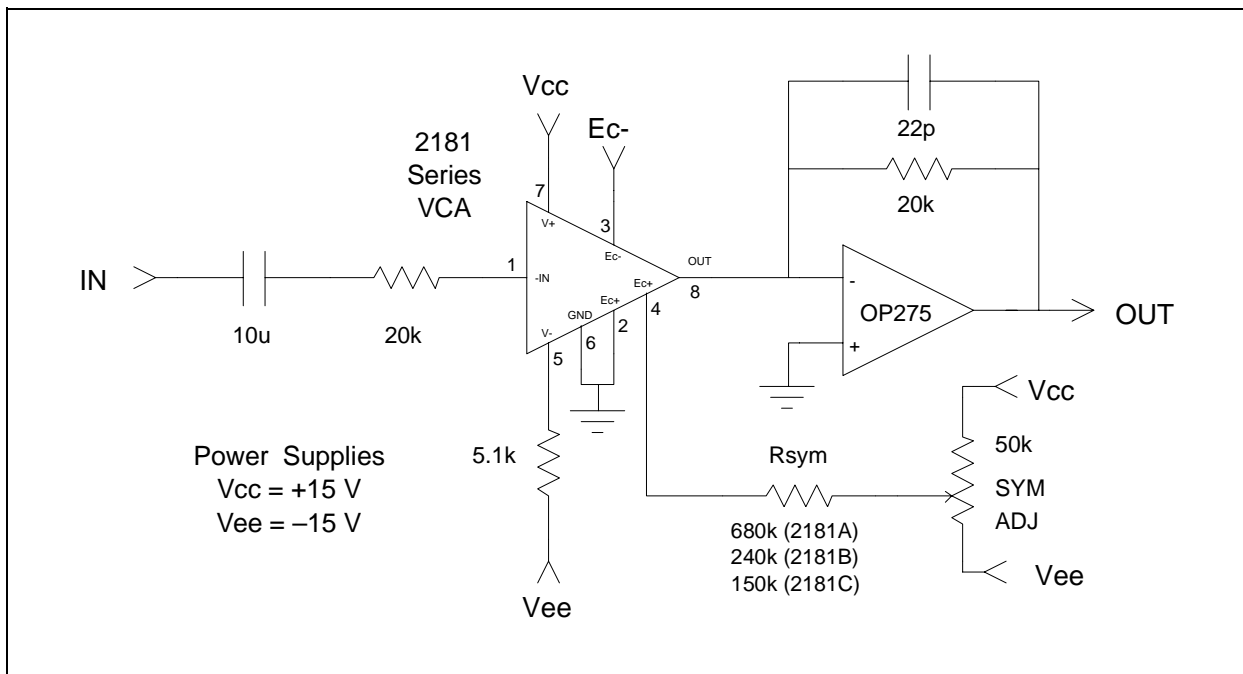 Vcc
Ec-
2181
Series
VCA
22p
20k
7
V+
3
Ec-
IN
1
-IN
OUT
8
10u
20k
Ec+
4
Ec+
2
GND
6
V-
5
-
OP275
+
OUT
Vcc
50k
SYM
ADJ
Vee
5.1k
Vee
Power Supplies
Vcc = +15 V
Vee = –15 V
Rsym
680k (2181A)
240k (2181B)
150k (2181C)